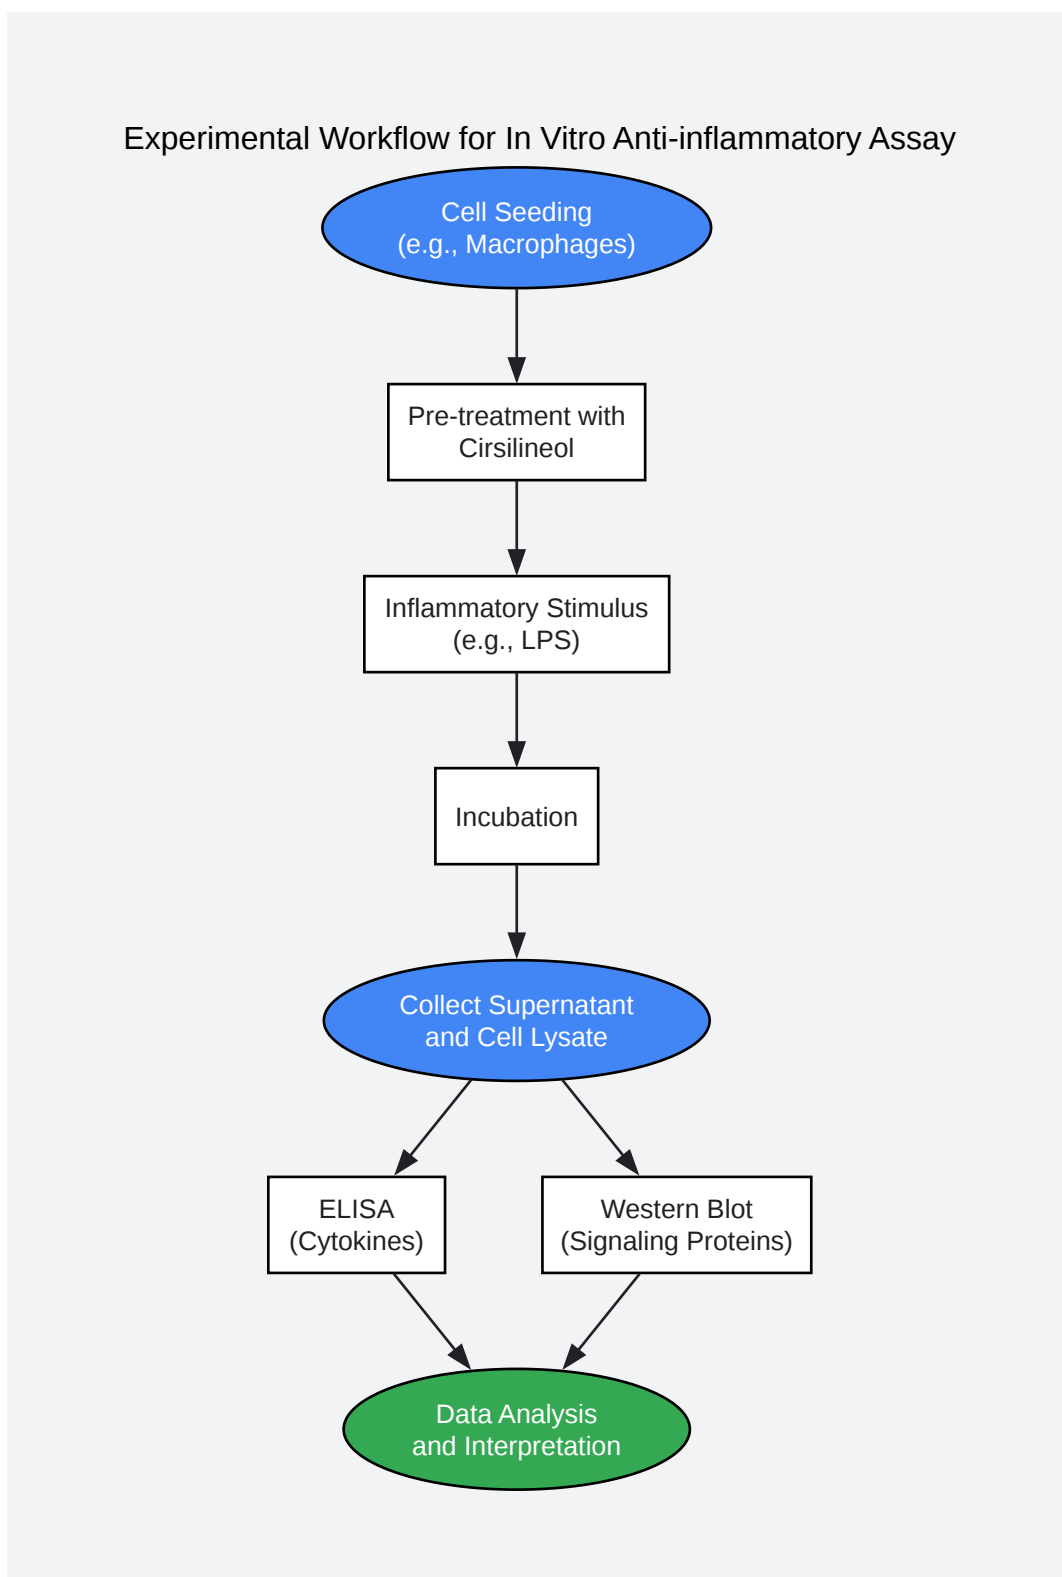 Experimental Workflow for In Vitro Anti-inflammatory Assay
Cell Seeding
(e.g., Macrophages)
Pre-treatment with
Cirsilineol
Inflammatory Stimulus
(e.g., LPS)
Incubation
Collect Supernatant
and Cell Lysate
ELISA
(Cytokines)
Western Blot
(Signaling Proteins)
Data Analysis
and Interpretation